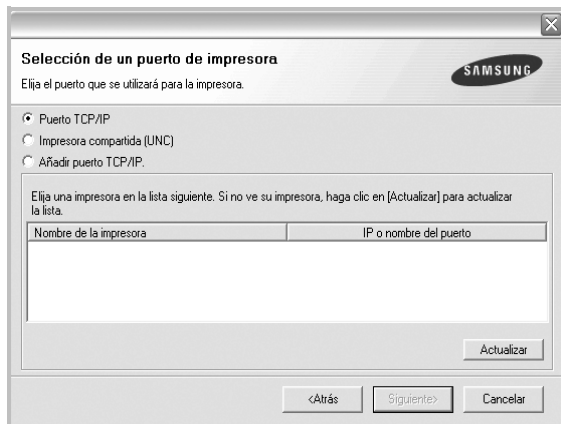 Selección de un puerto de impresora
Elija el puerto que se utilizará para la impresora.
SAMSUNG
Puerto TCP/IP
Impresora compartida (UNC)
Añadir puerto TCP/IP.
Elija una impresora en la lista siguiente. Si no ve su impresora, haga clic en [Actualizar] para actualizar
la lista.
Nombre de la impresora
IP o nombre del puerto
Actualizar
<Atrás
Siguiente>
Cancelar